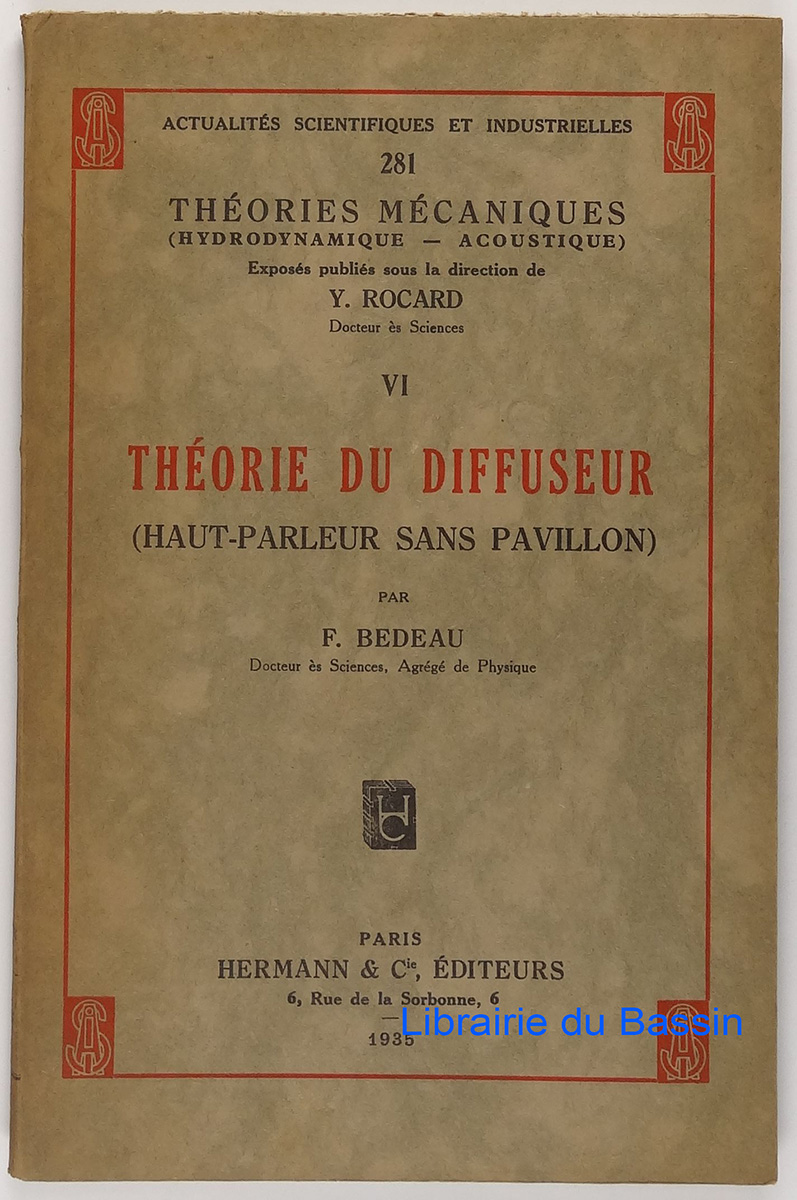 ACTUALITÉS SCIENTIFIQUES ET INDUSTRIELLES
281
THÉORIES MÉCANIQUES
(HYDRODYNAMIQUE — ACOUSTIQUE)
Exposés publiés sous la direction de
Y. ROCARD
Docteur ès Sciences
VI
THÉORIE DU DIFFUSEUR
(HAUT-PARLEUR SANS PAVILLON)
PAR
F. BEDEAU
Docteur ès Sciences, Agrégé de Physique
PARIS
HERMANN & Cie, ÉDITEURS
6, Rue de la Sorbonne, 6
1935
Librairie du Bassin